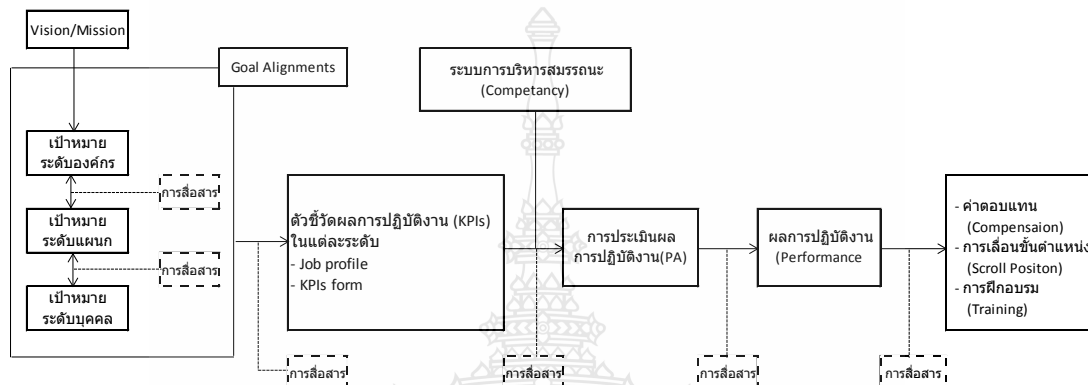 Vision/Mission
Goal Alignments
ระบบการบริหารสมรรถนะ
(Competancy)
เป้าหมาย
ระดับองค์กร
การสื่อสาร
เป้าหมาย
ระดับแผนก
การสื่อสาร
เป้าหมาย
ระดับบุคคล
ตัวชี้วัดผลการปฏิบัติงาน (KPIs)
ในแต่ละระดับ
- Job profile
- KPIs form
การประเมินผล
การปฏิบัติงาน(PA)
ผลการปฏิบัติงาน
(Performance
- ค่าตอบแทน
(Compensaion)
- การเลื่อนขั้นตำแหน่ง
(Scroll Positon)
- การฝึกอบรม
(Training)
การสื่อสาร
การสื่อสาร
การสื่อสาร
การสื่อสาร